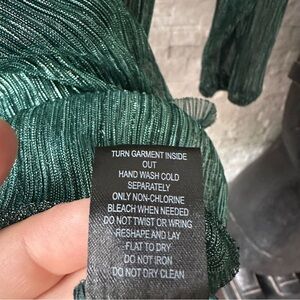 TURN GARMENT INSIDE
OUT
HAND WASH COLD
SEPARATELY
ONLY NON-CHLORINE
BLEACH WHEN NEEDED
DO NOT TWIST OR WRING
RESHAPE AND LAY
FLAT TO DRY
DO NOT IRON
DO NOT DRY CLEAN